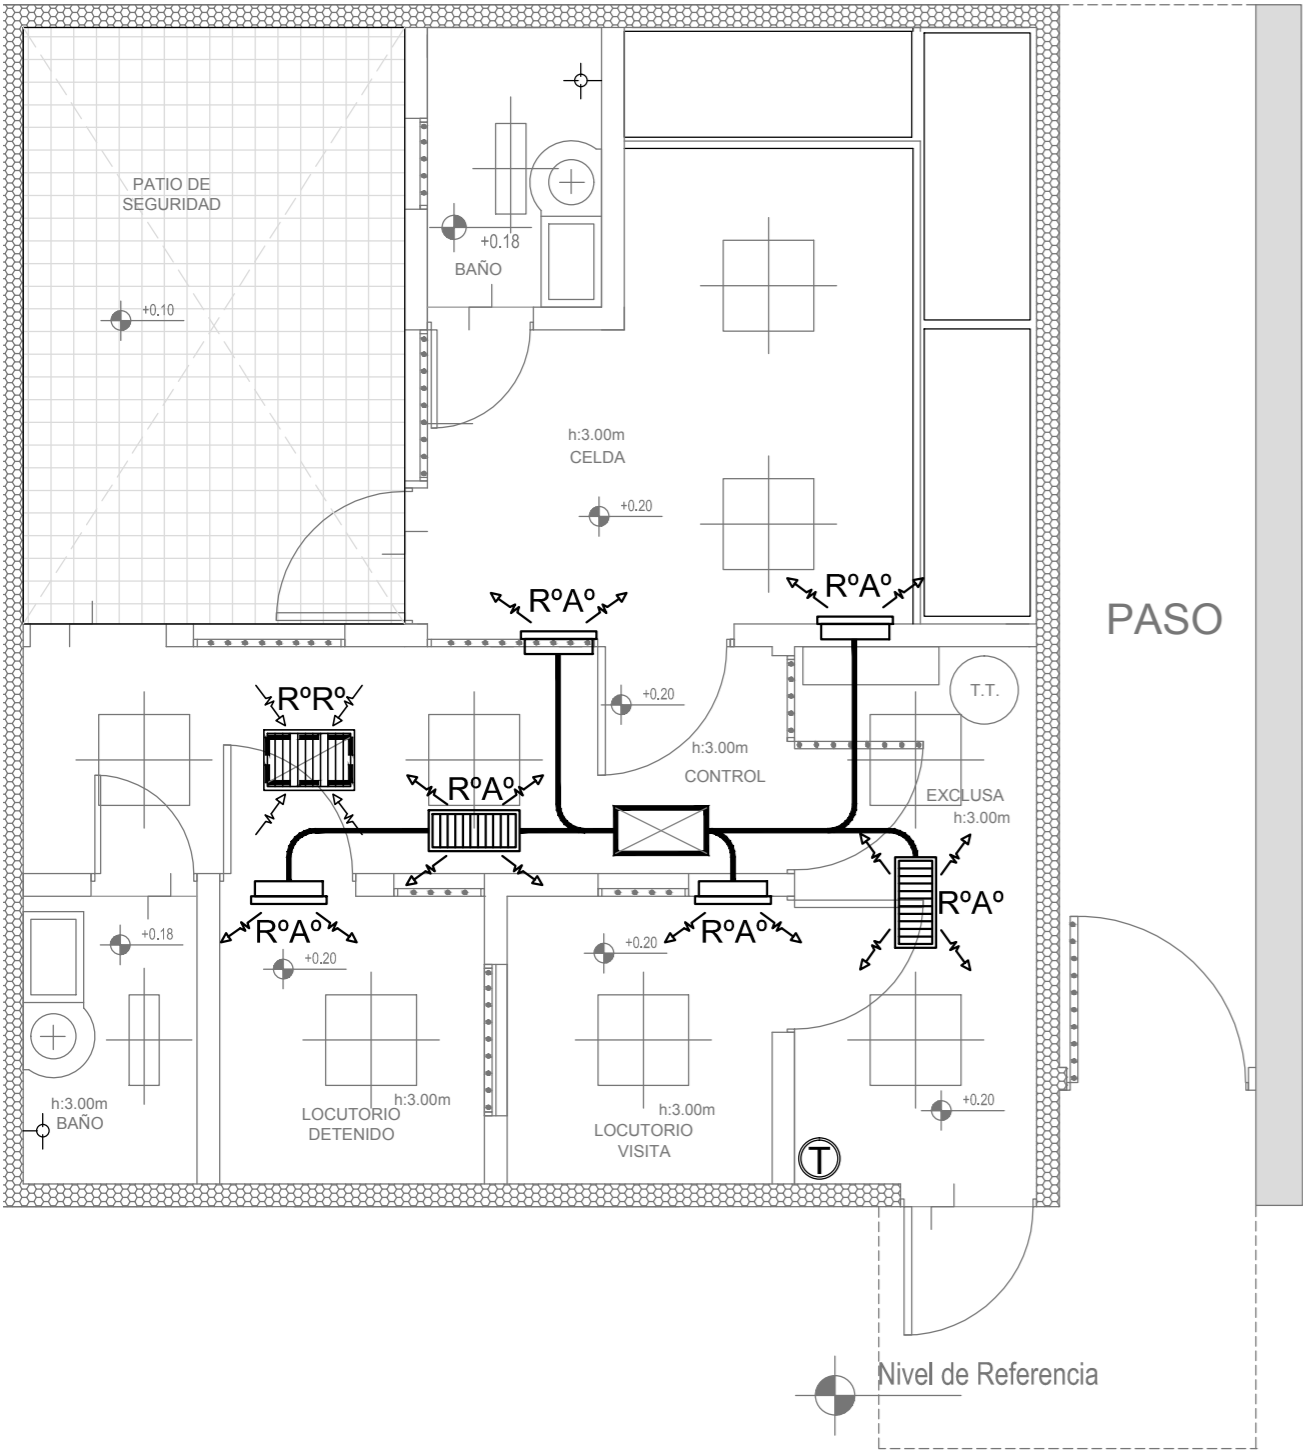 PATIO DE
SEGURIDAD
+0.10
+0.18
BAÑO
h:3.00m
CELDA
+0.20
RºAº
RºAº
PASO
RºRº
+0.20
T.T.
h:3.00m
CONTROL
RºAº
EXCLUSA
h:3.00m
RºAº
RºAº
RºAº
+0.18
+0.20
+0.20
h:3.00m
BAÑO
h:3.00m
LOCUTORIO
DETENIDO
h:3.00m
LOCUTORIO
VISITA
+0.20
T
Nivel de Referencia